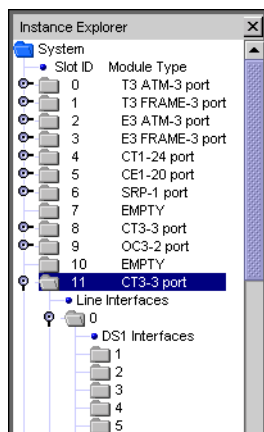 Instance Explorer
System
Slot ID Module Type
0 T3 ATM-3 port
1 T3 FRAME-3 port
2 E3 ATM-3 port
3 E3 FRAME-3 port
4 CT1-24 port
5 CE1-20 port
6 SRP-1 port
7 EMPTY
8 CT3-3 port
9 OC3-2 port
10 EMPTY
11 CT3-3 port
Line Interfaces
0
DS1 Interfaces
1
2
3
4
5